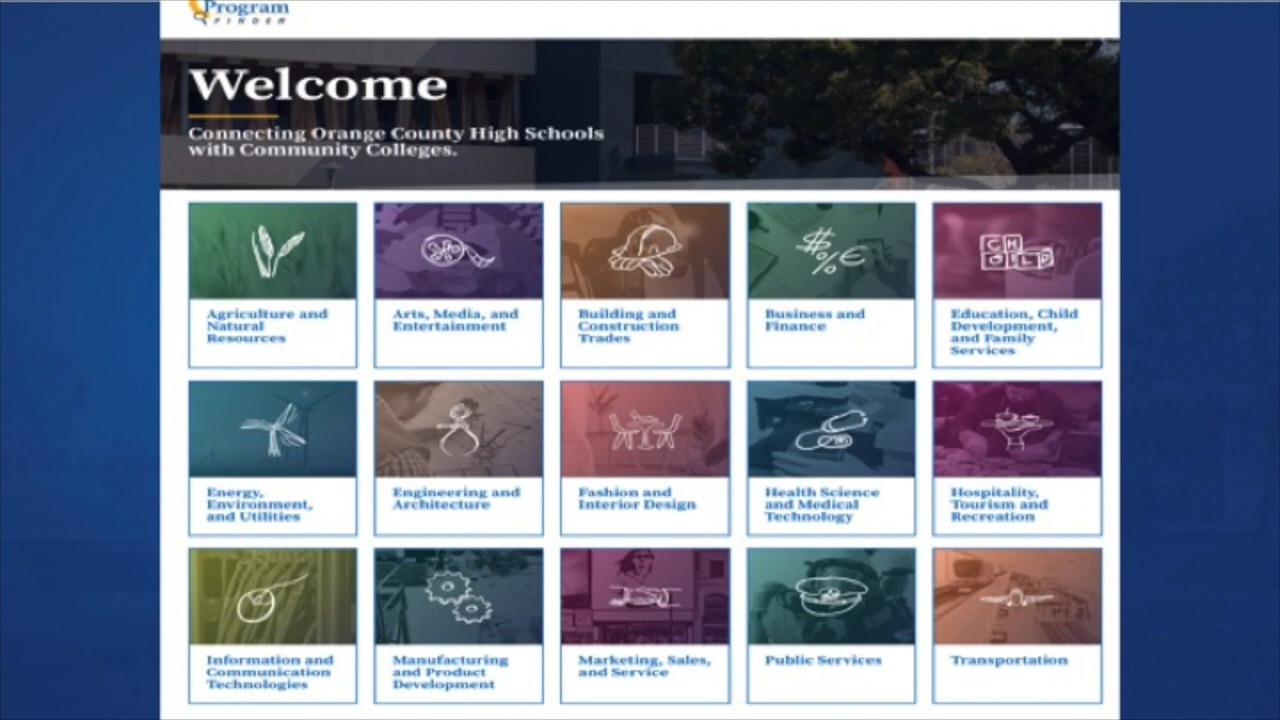 Program
FINDER
Welcome
Connecting Orange County High Schools
with Community Colleges.
Agriculture and
Natural
Resources
Arts, Media, and
Entertainment
Building and
Construction
Trades
$
% €
Business and
Finance
C H
I L D
Education, Child
Development,
and Family
Services
Energy,
Environment,
and Utilities
Engineering and
Architecture
Fashion and
Interior Design
Health Science
and Medical
Technology
Hospitality,
Tourism and
Recreation
Information and
Communication
Technologies
Manufacturing
and Product
Development
Marketing, Sales,
and Service
Public Services
Transportation